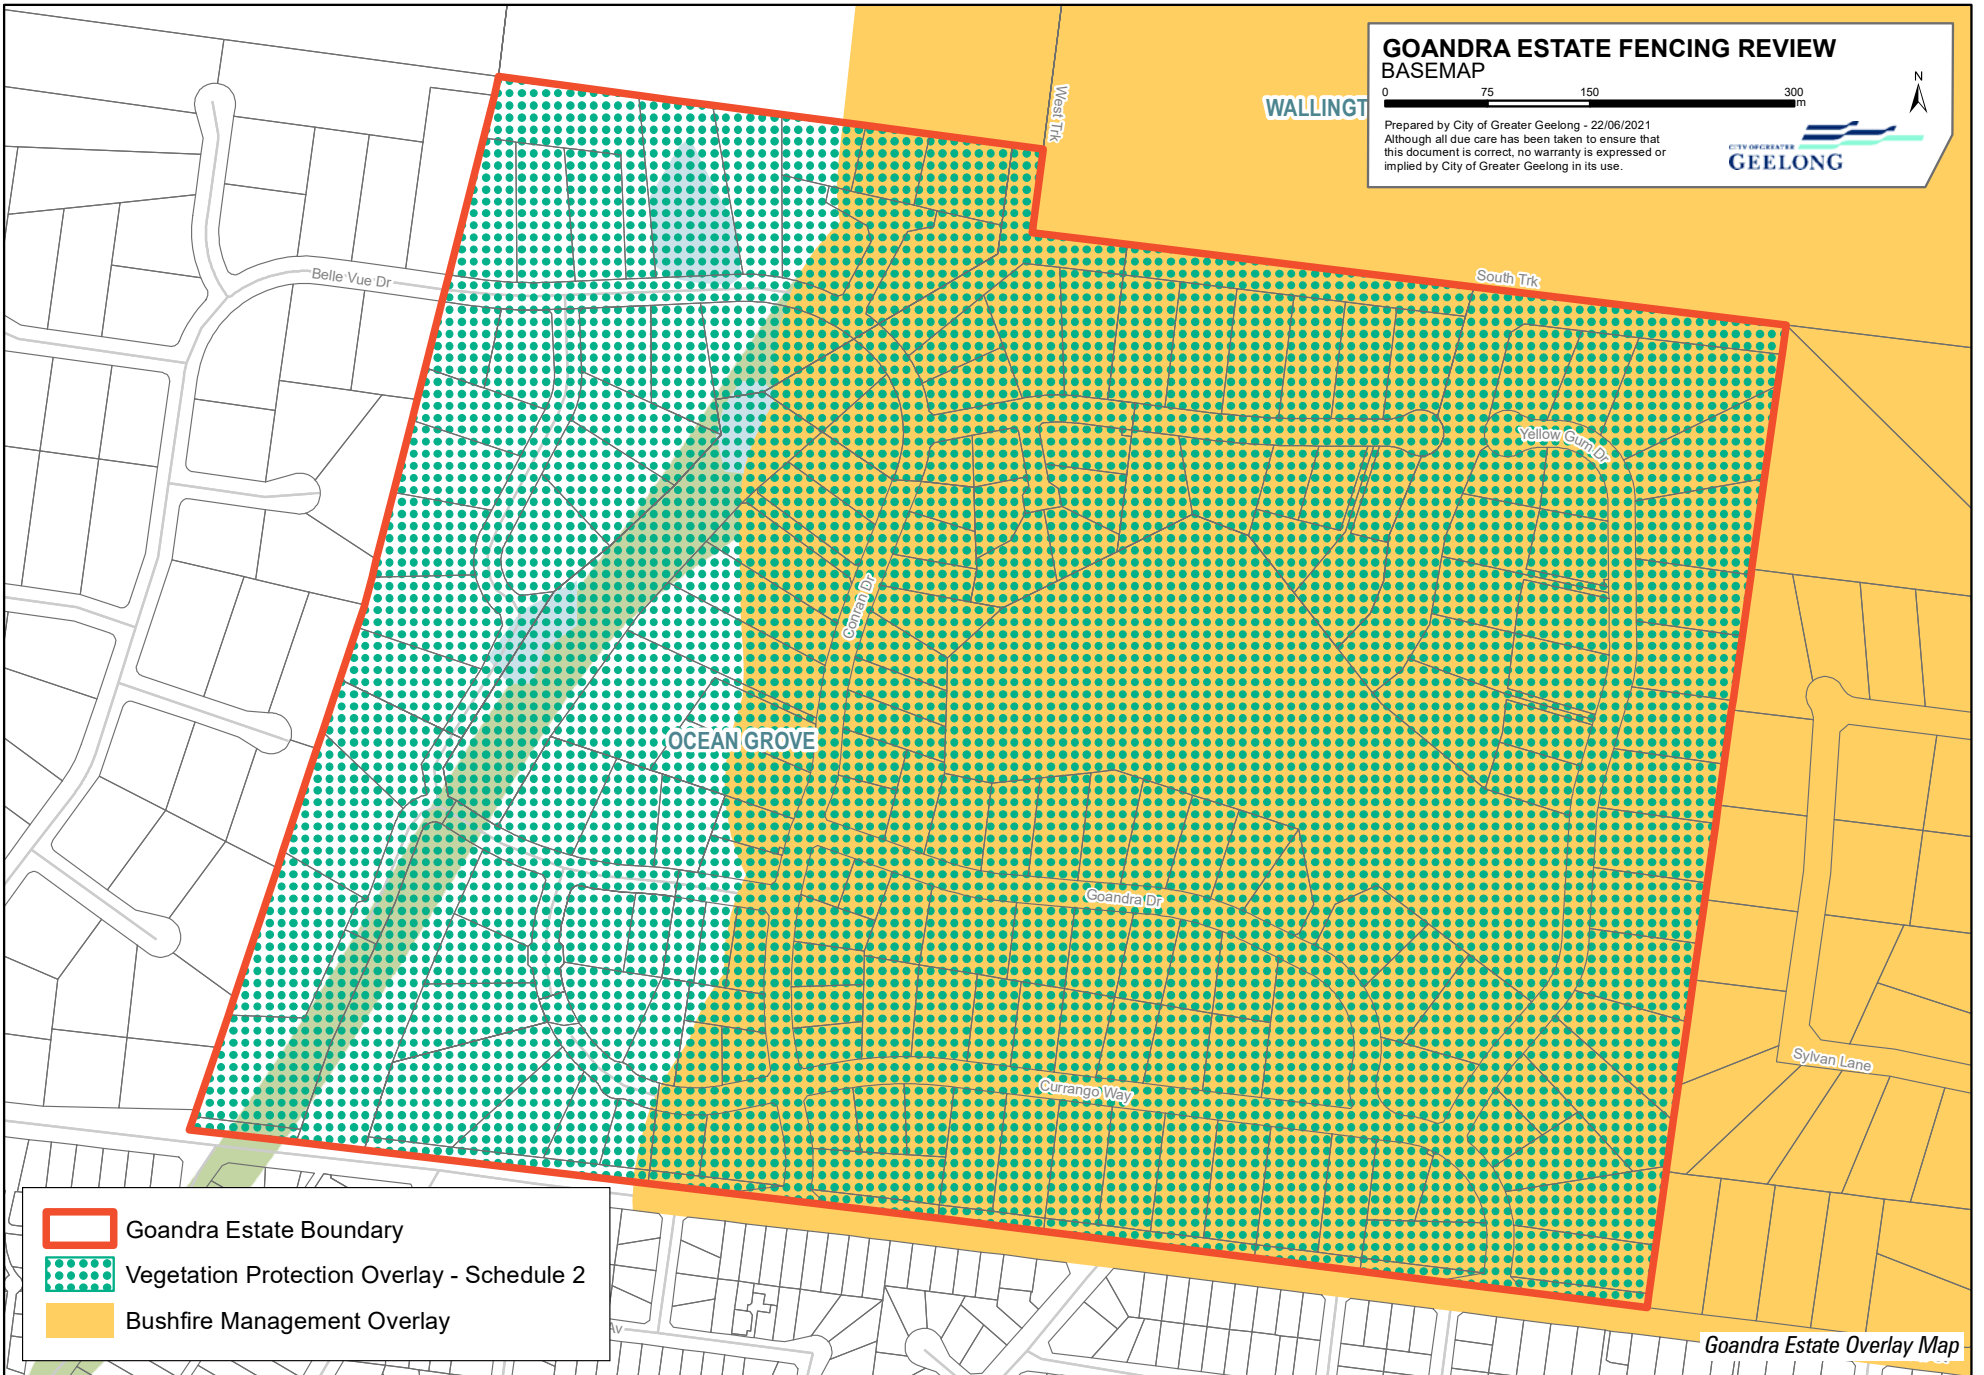 GOANDRA ESTATE FENCING REVIEW
BASEMAP
0 75 150 300
m
N
Prepared by City of Greater Geelong - 22/06/2021
Although all due care has been taken to ensure that
this document is correct, no warranty is expressed or
implied by City of Greater Geelong in its use.
CITY OF GREATER
GEELONG
WALLINGT
West Trk
South Trk
Belle Vue Dr
Yellow Gum Dr
Conran Dr
OCEAN GROVE
Goandra Dr
Currango Way
Sylvan Lane
Av
Goandra Estate Boundary
Vegetation Protection Overlay - Schedule 2
Bushfire Management Overlay
Goandra Estate Overlay Map